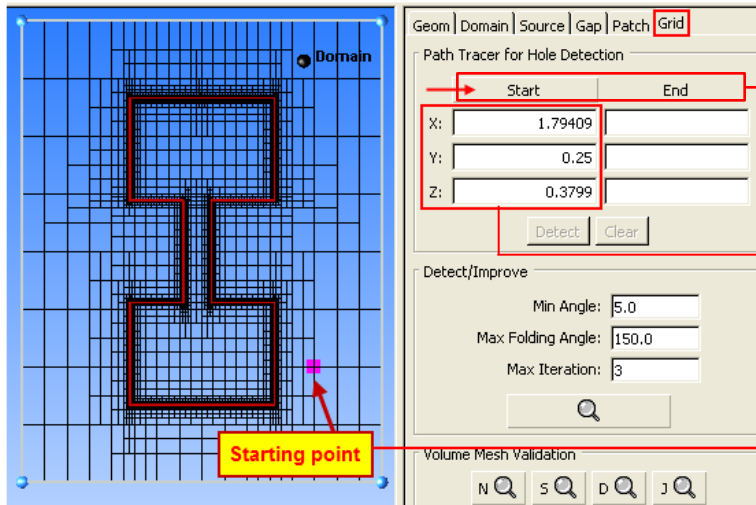 Domain
Starting point
Geom Domain Source Gap Patch Grid
Path Tracer for Hole Detection
Start End
X: 1.79409
Y: 0.25
Z: 0.3799
Detect Clear
Detect/Improve
Min Angle: 5.0
Max Folding Angle: 150.0
Max Iteration: 3
Volume Mesh Validation
N S D J